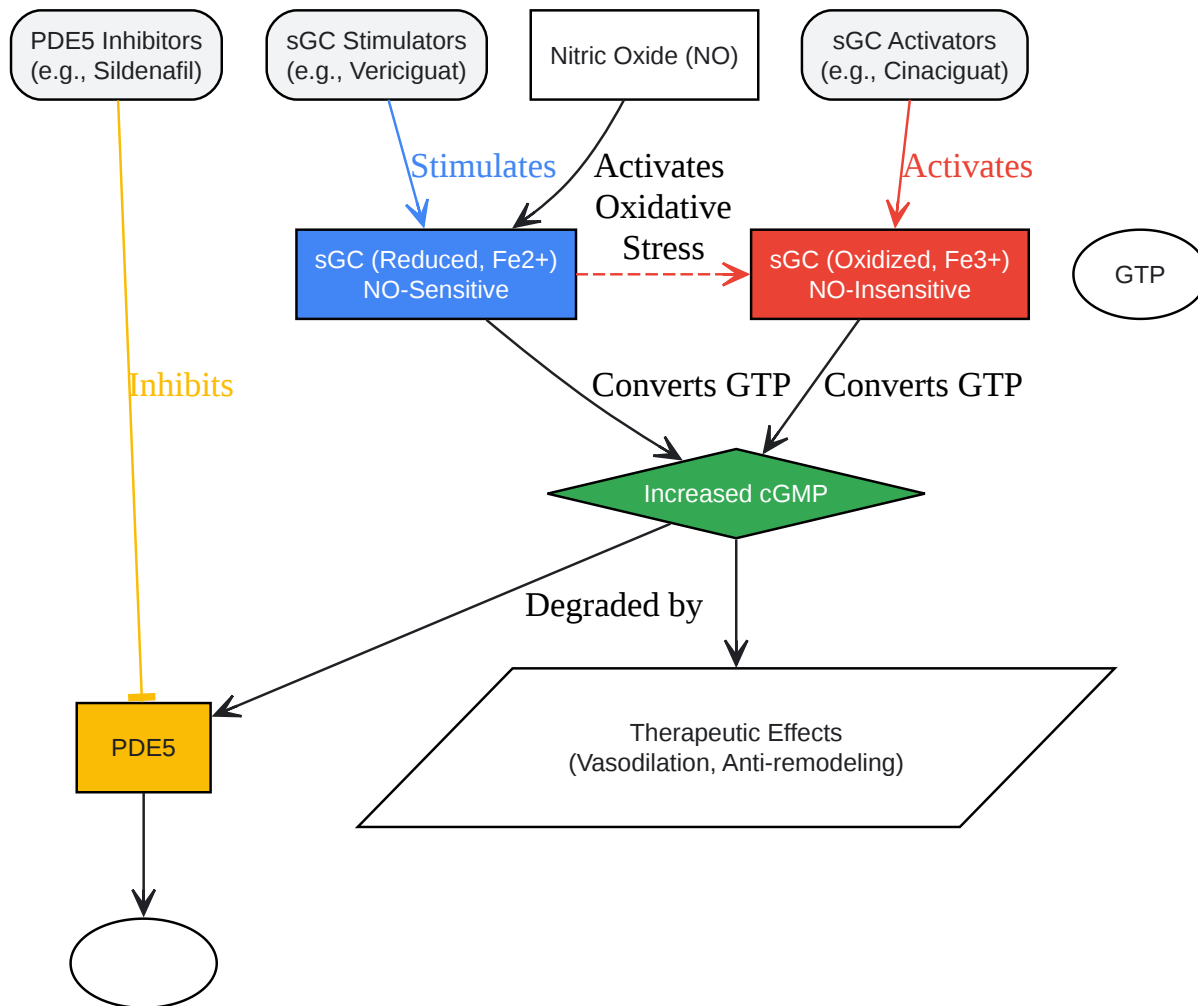 PDE5 Inhibitors
(e.g., Sildenafil)
sGC Stimulators
(e.g., Vericiguat)
Nitric Oxide (NO)
sGC Activators
(e.g., Cinaciguat)
Stimulates
Activates
Activates
Oxidative
Stress
sGC (Reduced, Fe2+)
NO-Sensitive
sGC (Oxidized, Fe3+)
NO-Insensitive
GTP
Inhibits
Converts GTP
Converts GTP
Increased cGMP
Degraded by
PDE5
Therapeutic Effects
(Vasodilation, Anti-remodeling)